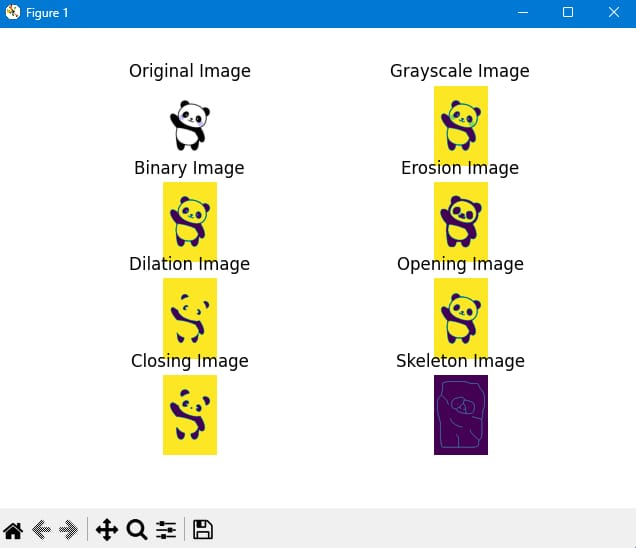 Figure 1
Original Image
Grayscale Image
Binary Image
Erosion Image
Dilation Image
Opening Image
Closing Image
Skeleton Image